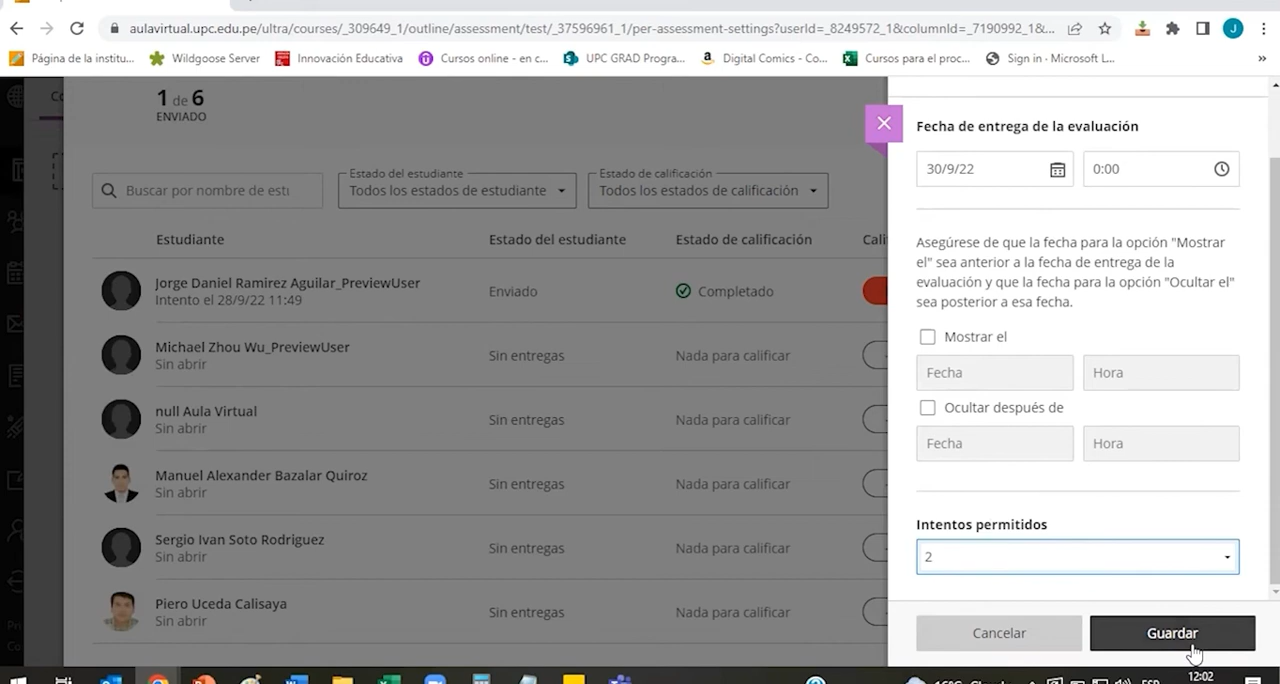 aulavirtual.upc.edu.pe/ultra/courses/_309649_1/outline/assessment/test/_37596961_1/per-assessment-settings?userId=_8249572_1&columnId=_7190992_1&...
J
Página de la institu...
Wildgoose Server
Innovación Educativa
Cursos online - en c...
UPC GRAD Progra...
Digital Comics - Co...
Cursos para el proc...
Sign in · Microsoft L...
»
1 de 6
ENVIADO
Buscar por nombre de estu
Estado del estudiante
Todos los estados de estudiante
Estado de calificación
Todos los estados de calificación
Estudiante
Estado del estudiante
Estado de calificación
Cali
Jorge Daniel Ramirez Aguilar_PreviewUser
Intento el 28/9/22 11:49
Enviado
Completado
Michael Zhou Wu_PreviewUser
Sin abrir
Sin entregas
Nada para calificar
null Aula Virtual
Sin abrir
Sin entregas
Nada para calificar
Manuel Alexander Bazalar Quiroz
Sin abrir
Sin entregas
Nada para calificar
Sergio Ivan Soto Rodriguez
Sin abrir
Sin entregas
Nada para calificar
Piero Uceda Calisaya
Sin abrir
Sin entregas
Nada para calificar
Fecha de entrega de la evaluación
30/9/22
0:00
Asegúrese de que la fecha para la opción "Mostrar
el" sea anterior a la fecha de entrega de la
evaluación y que la fecha para la opción "Ocultar el"
sea posterior a esa fecha.
Mostrar el
Fecha
Hora
Ocultar después de
Fecha
Hora
Intentos permitidos
2
Cancelar
Guardar
12:02